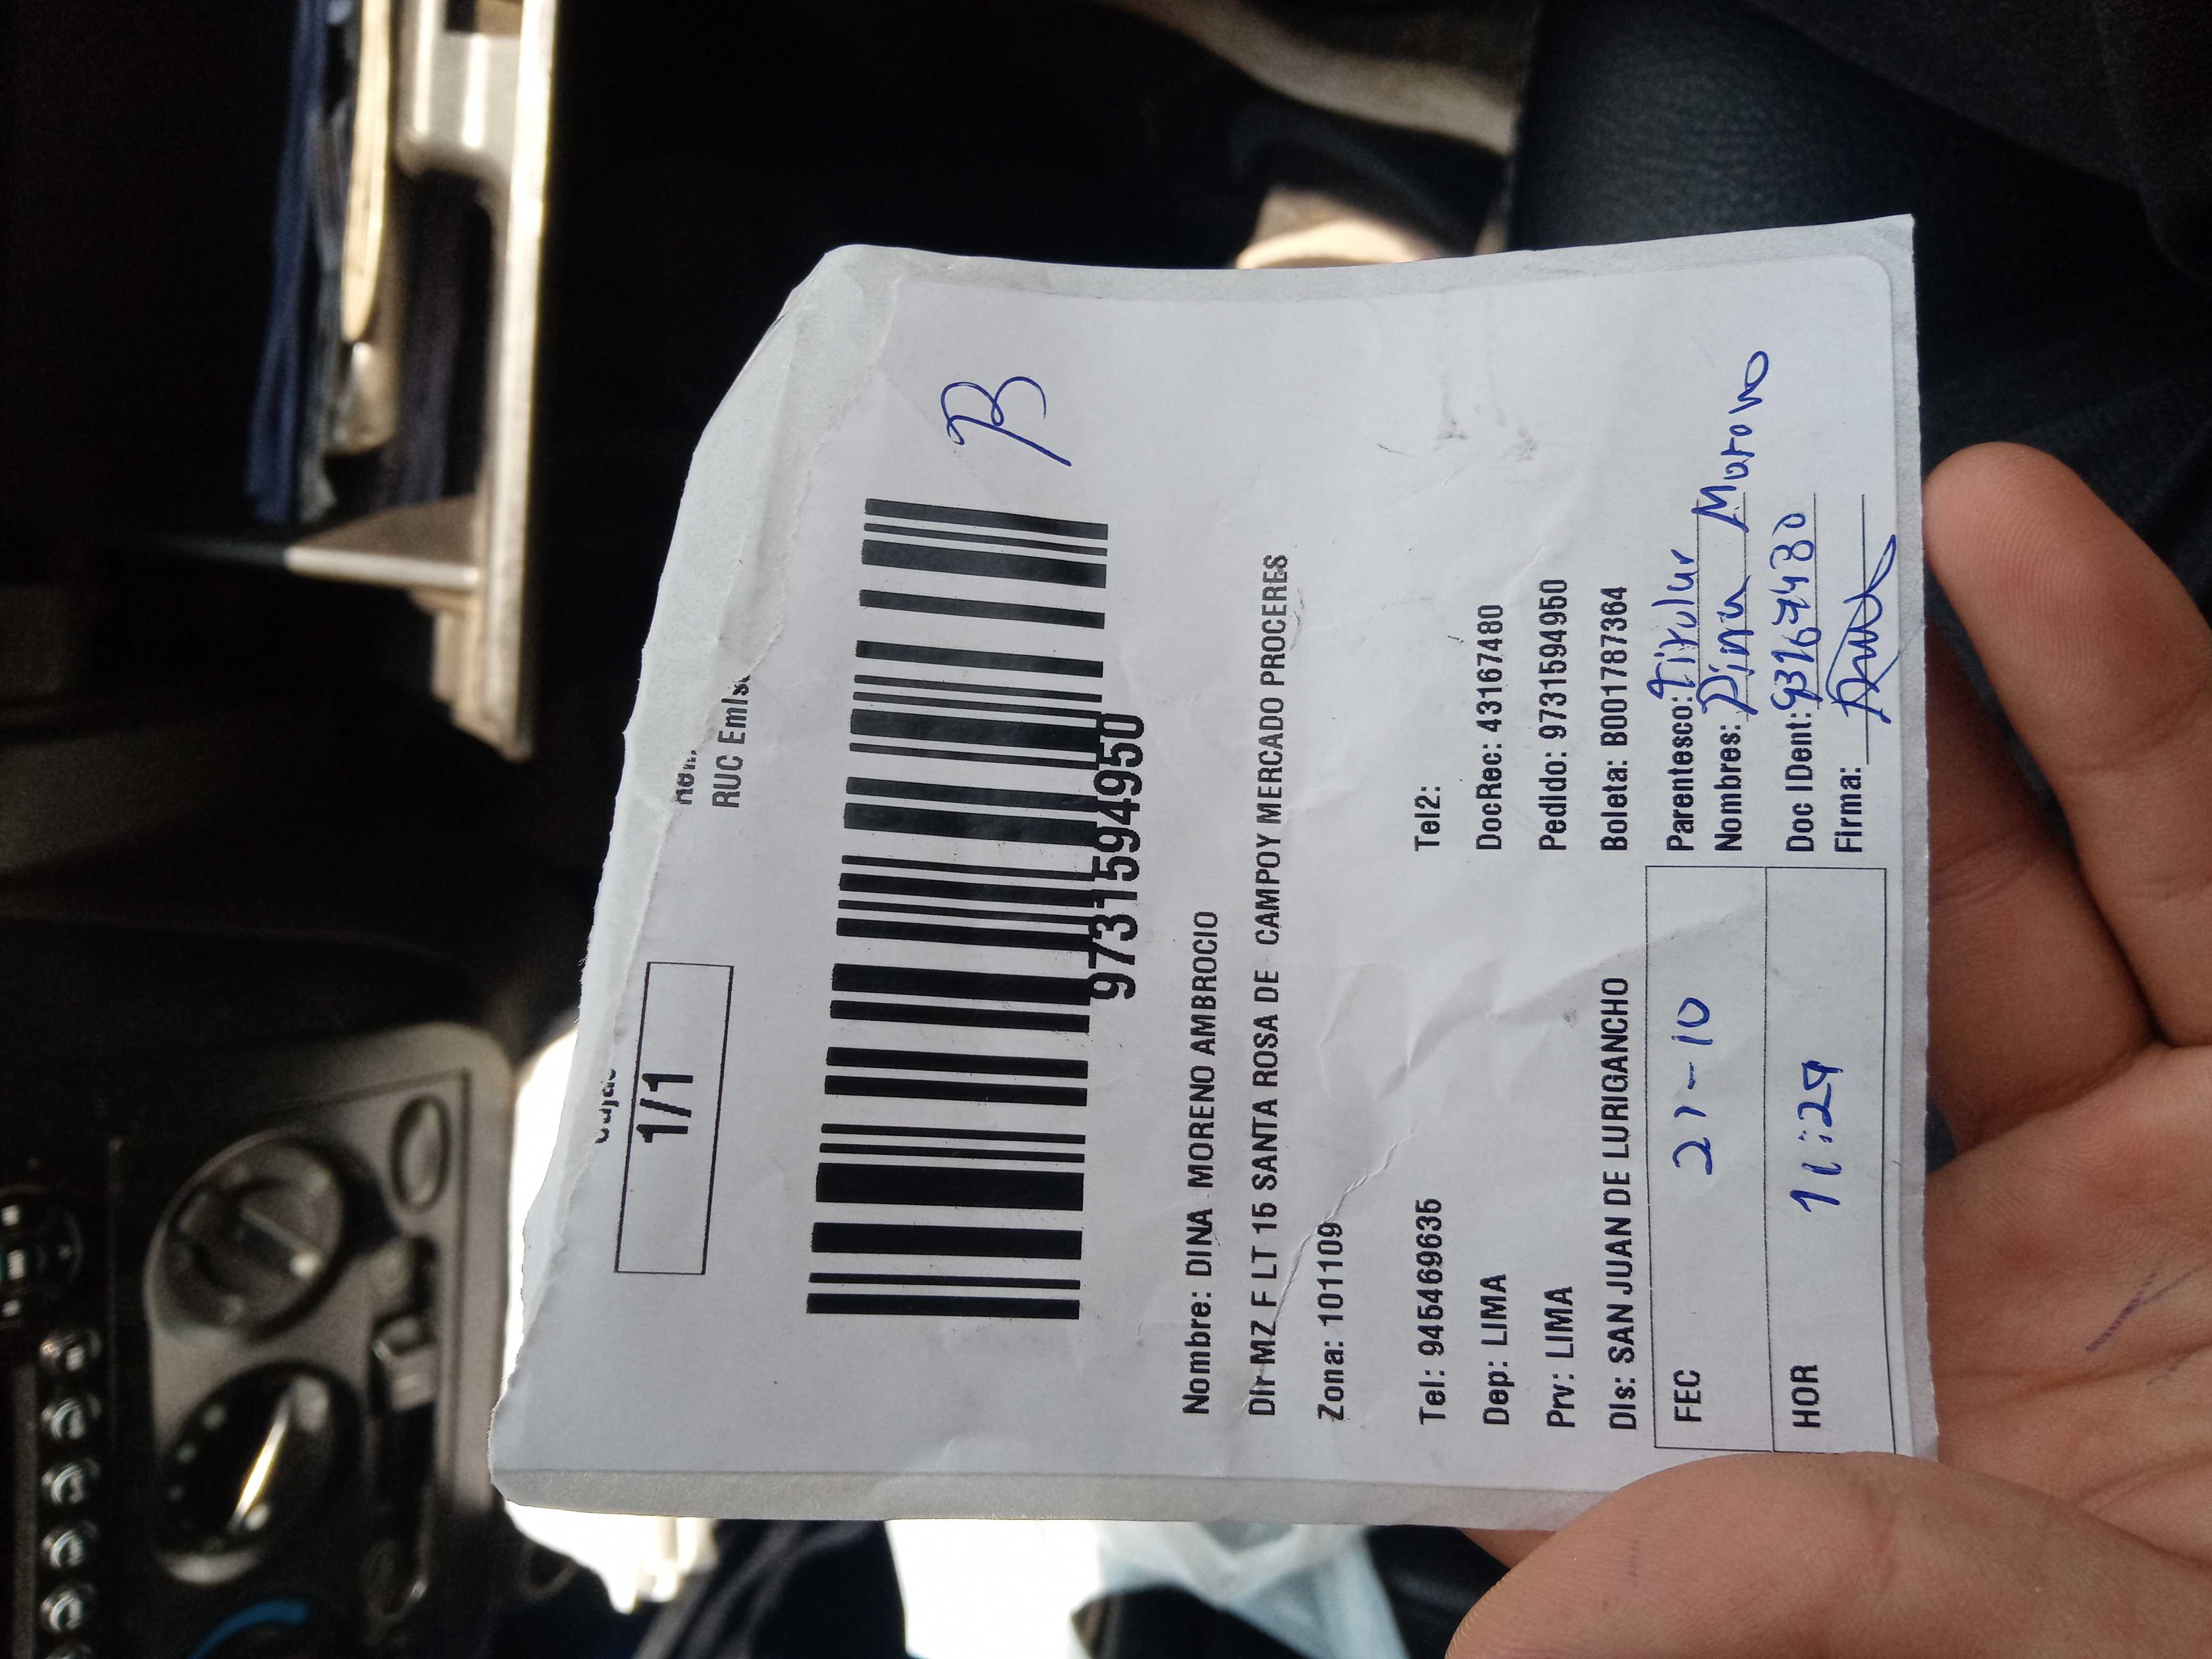 1/1
RUC Emis
9731594950
B
Nombre: DINA MORENO AMBROCIO
Dir MZ F LT 15 SANTA ROSA DE CAMPOY MERCADO PROCERES
Zona: 101109
Tel: 945469635 Tel2:
Dep: LIMA DocRec: 43167480
Prv: LIMA Pedido: 9731594950
Dis: SAN JUAN DE LURIGANCHO Boleta: B001787364
FEC 21-10
HOR 11:24
Parentesco: Titular
Nombres: Dina Moreno
Doc IDent: 43167480
Firma: